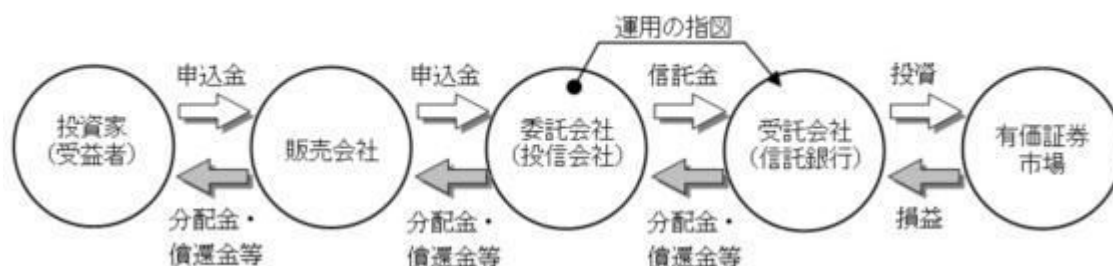 運用の指図
申込金
申込金
信託金
投資
投資家
(受益者)
販売会社
委託会社
(投信会社)
受託会社
(信託銀行)
有価証券
市場
分配金・
償還金等
分配金・
償還金等
分配金・
償還金等
損益